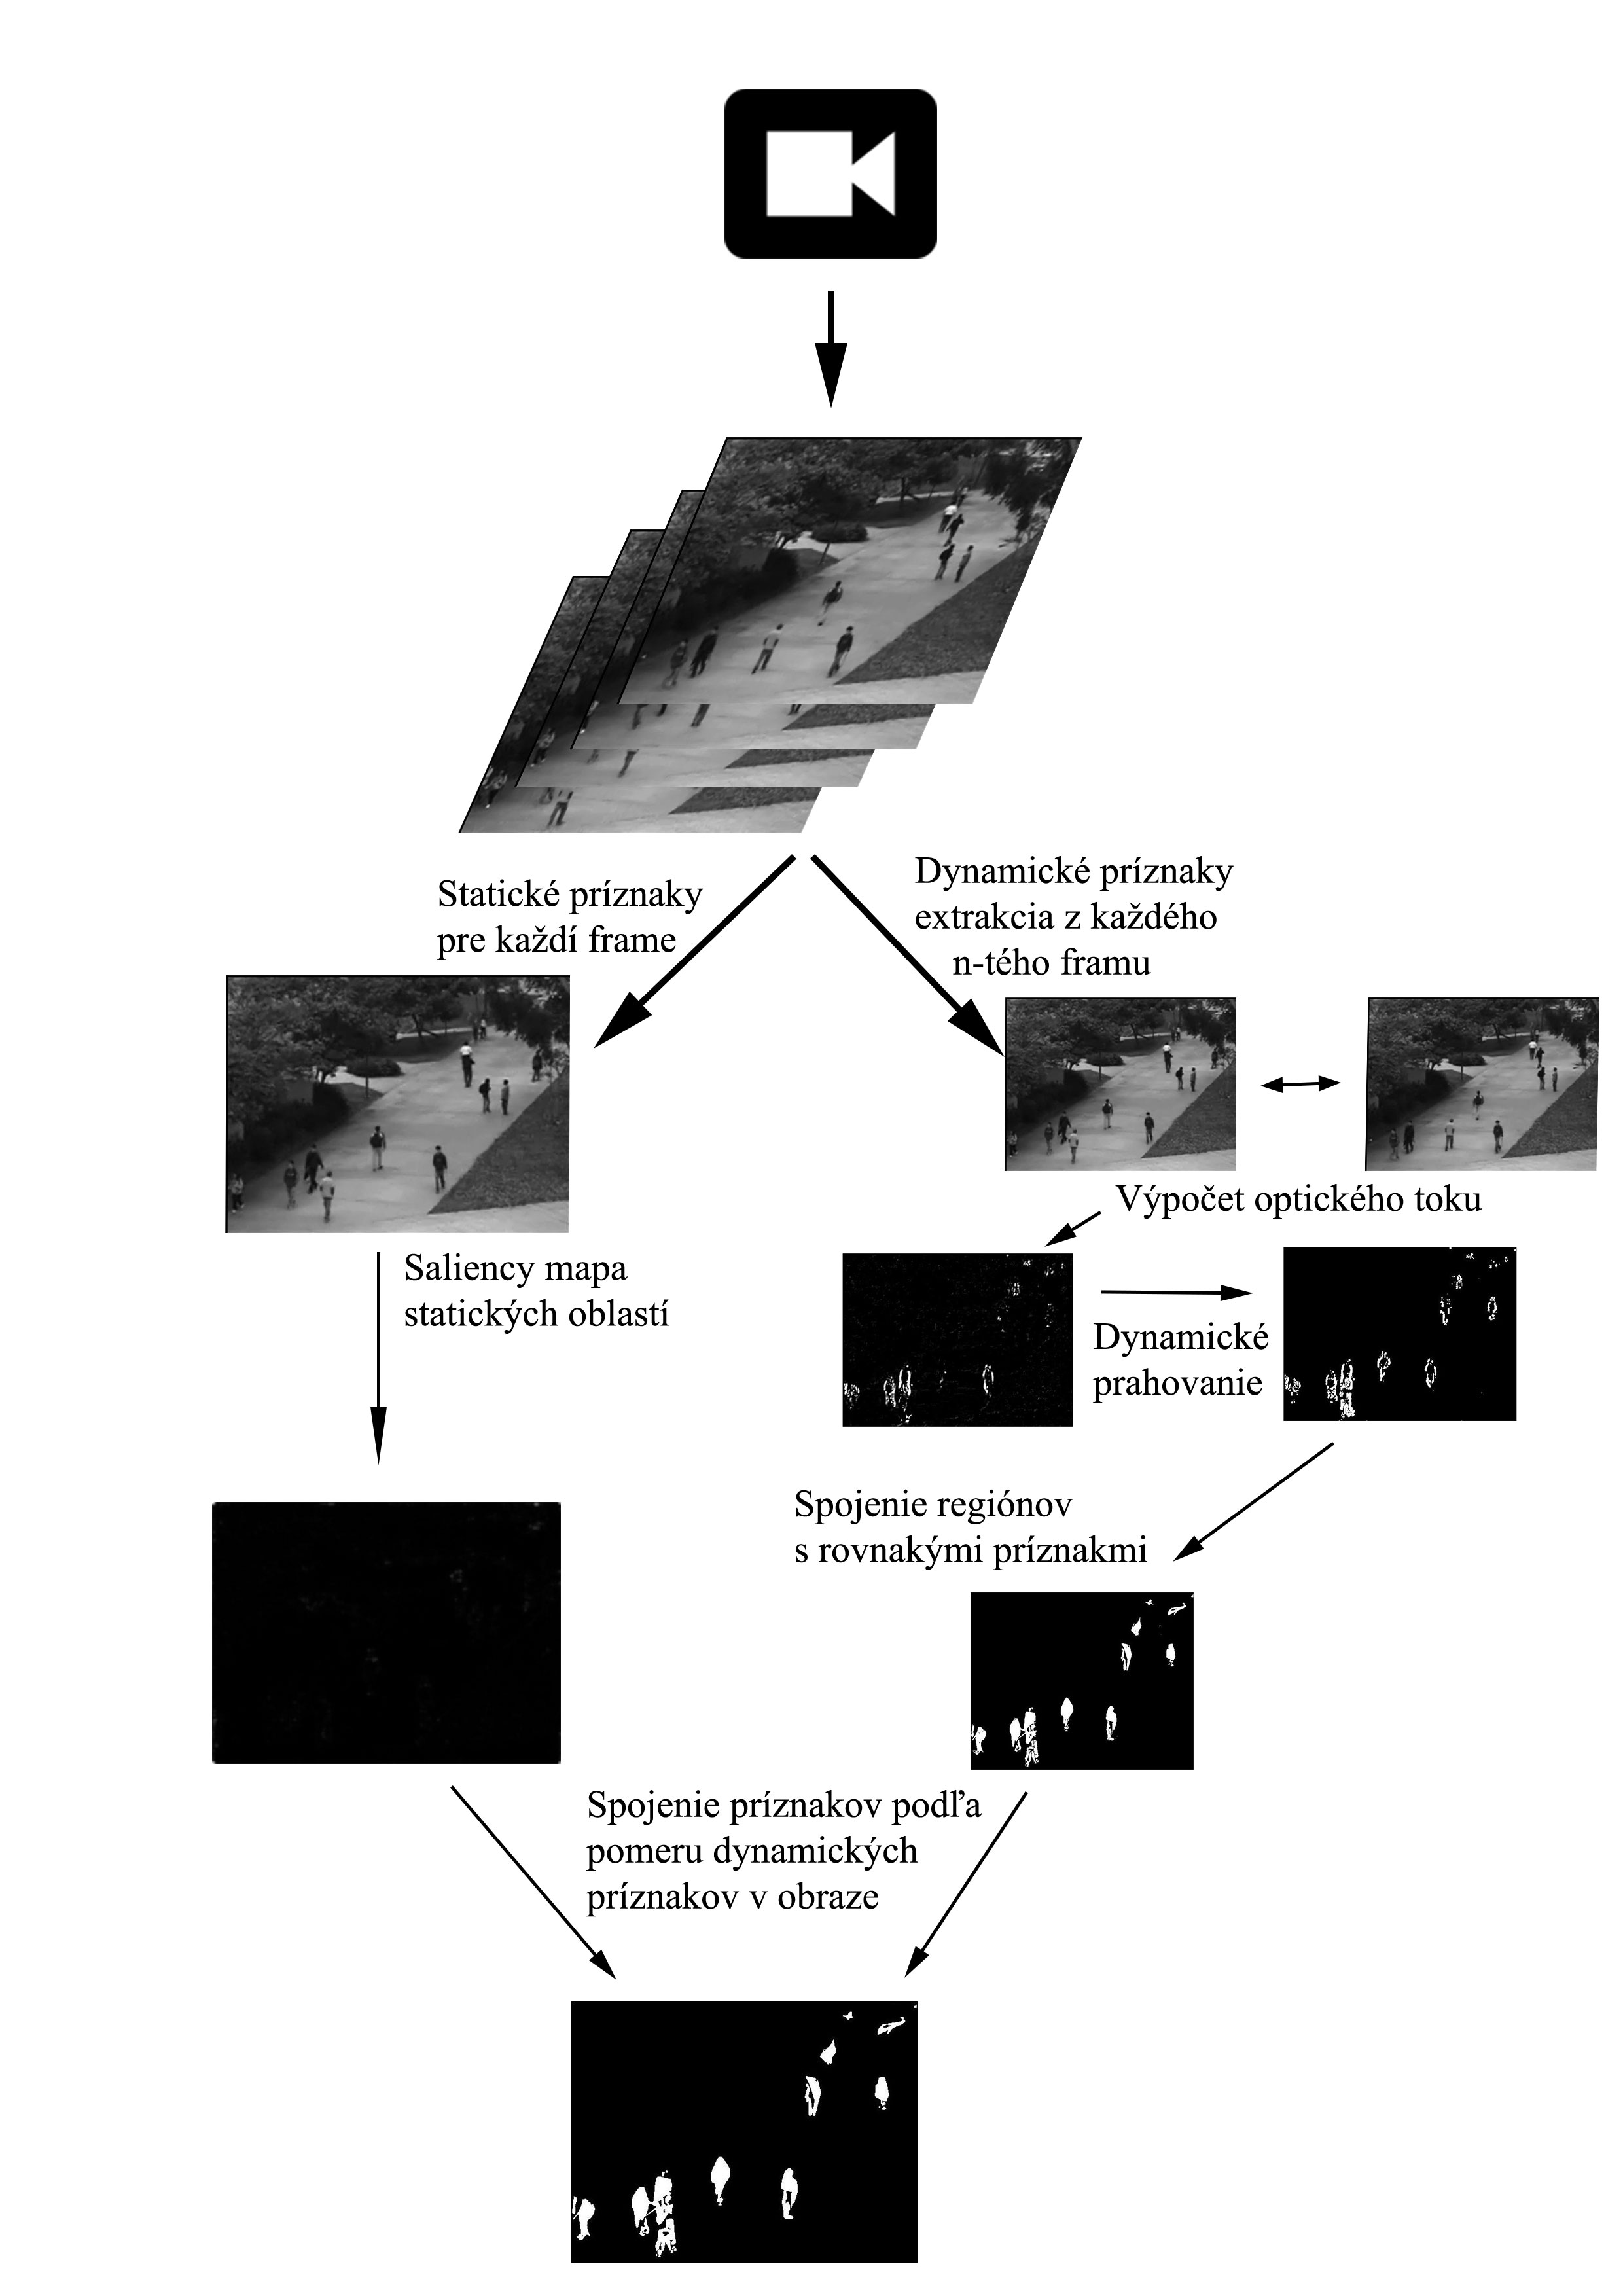 Statické príznaky
pre každí frame
Dynamické príznaky
extrakcia z každého
n-tého framu
Výpočet optického toku
Saliency mapa
statických oblastí
Dynamické
prahovanie
Spojenie regiónov
s rovnakými príznakmi
Spojenie príznakov podľa
pomeru dynamických
príznakov v obraze